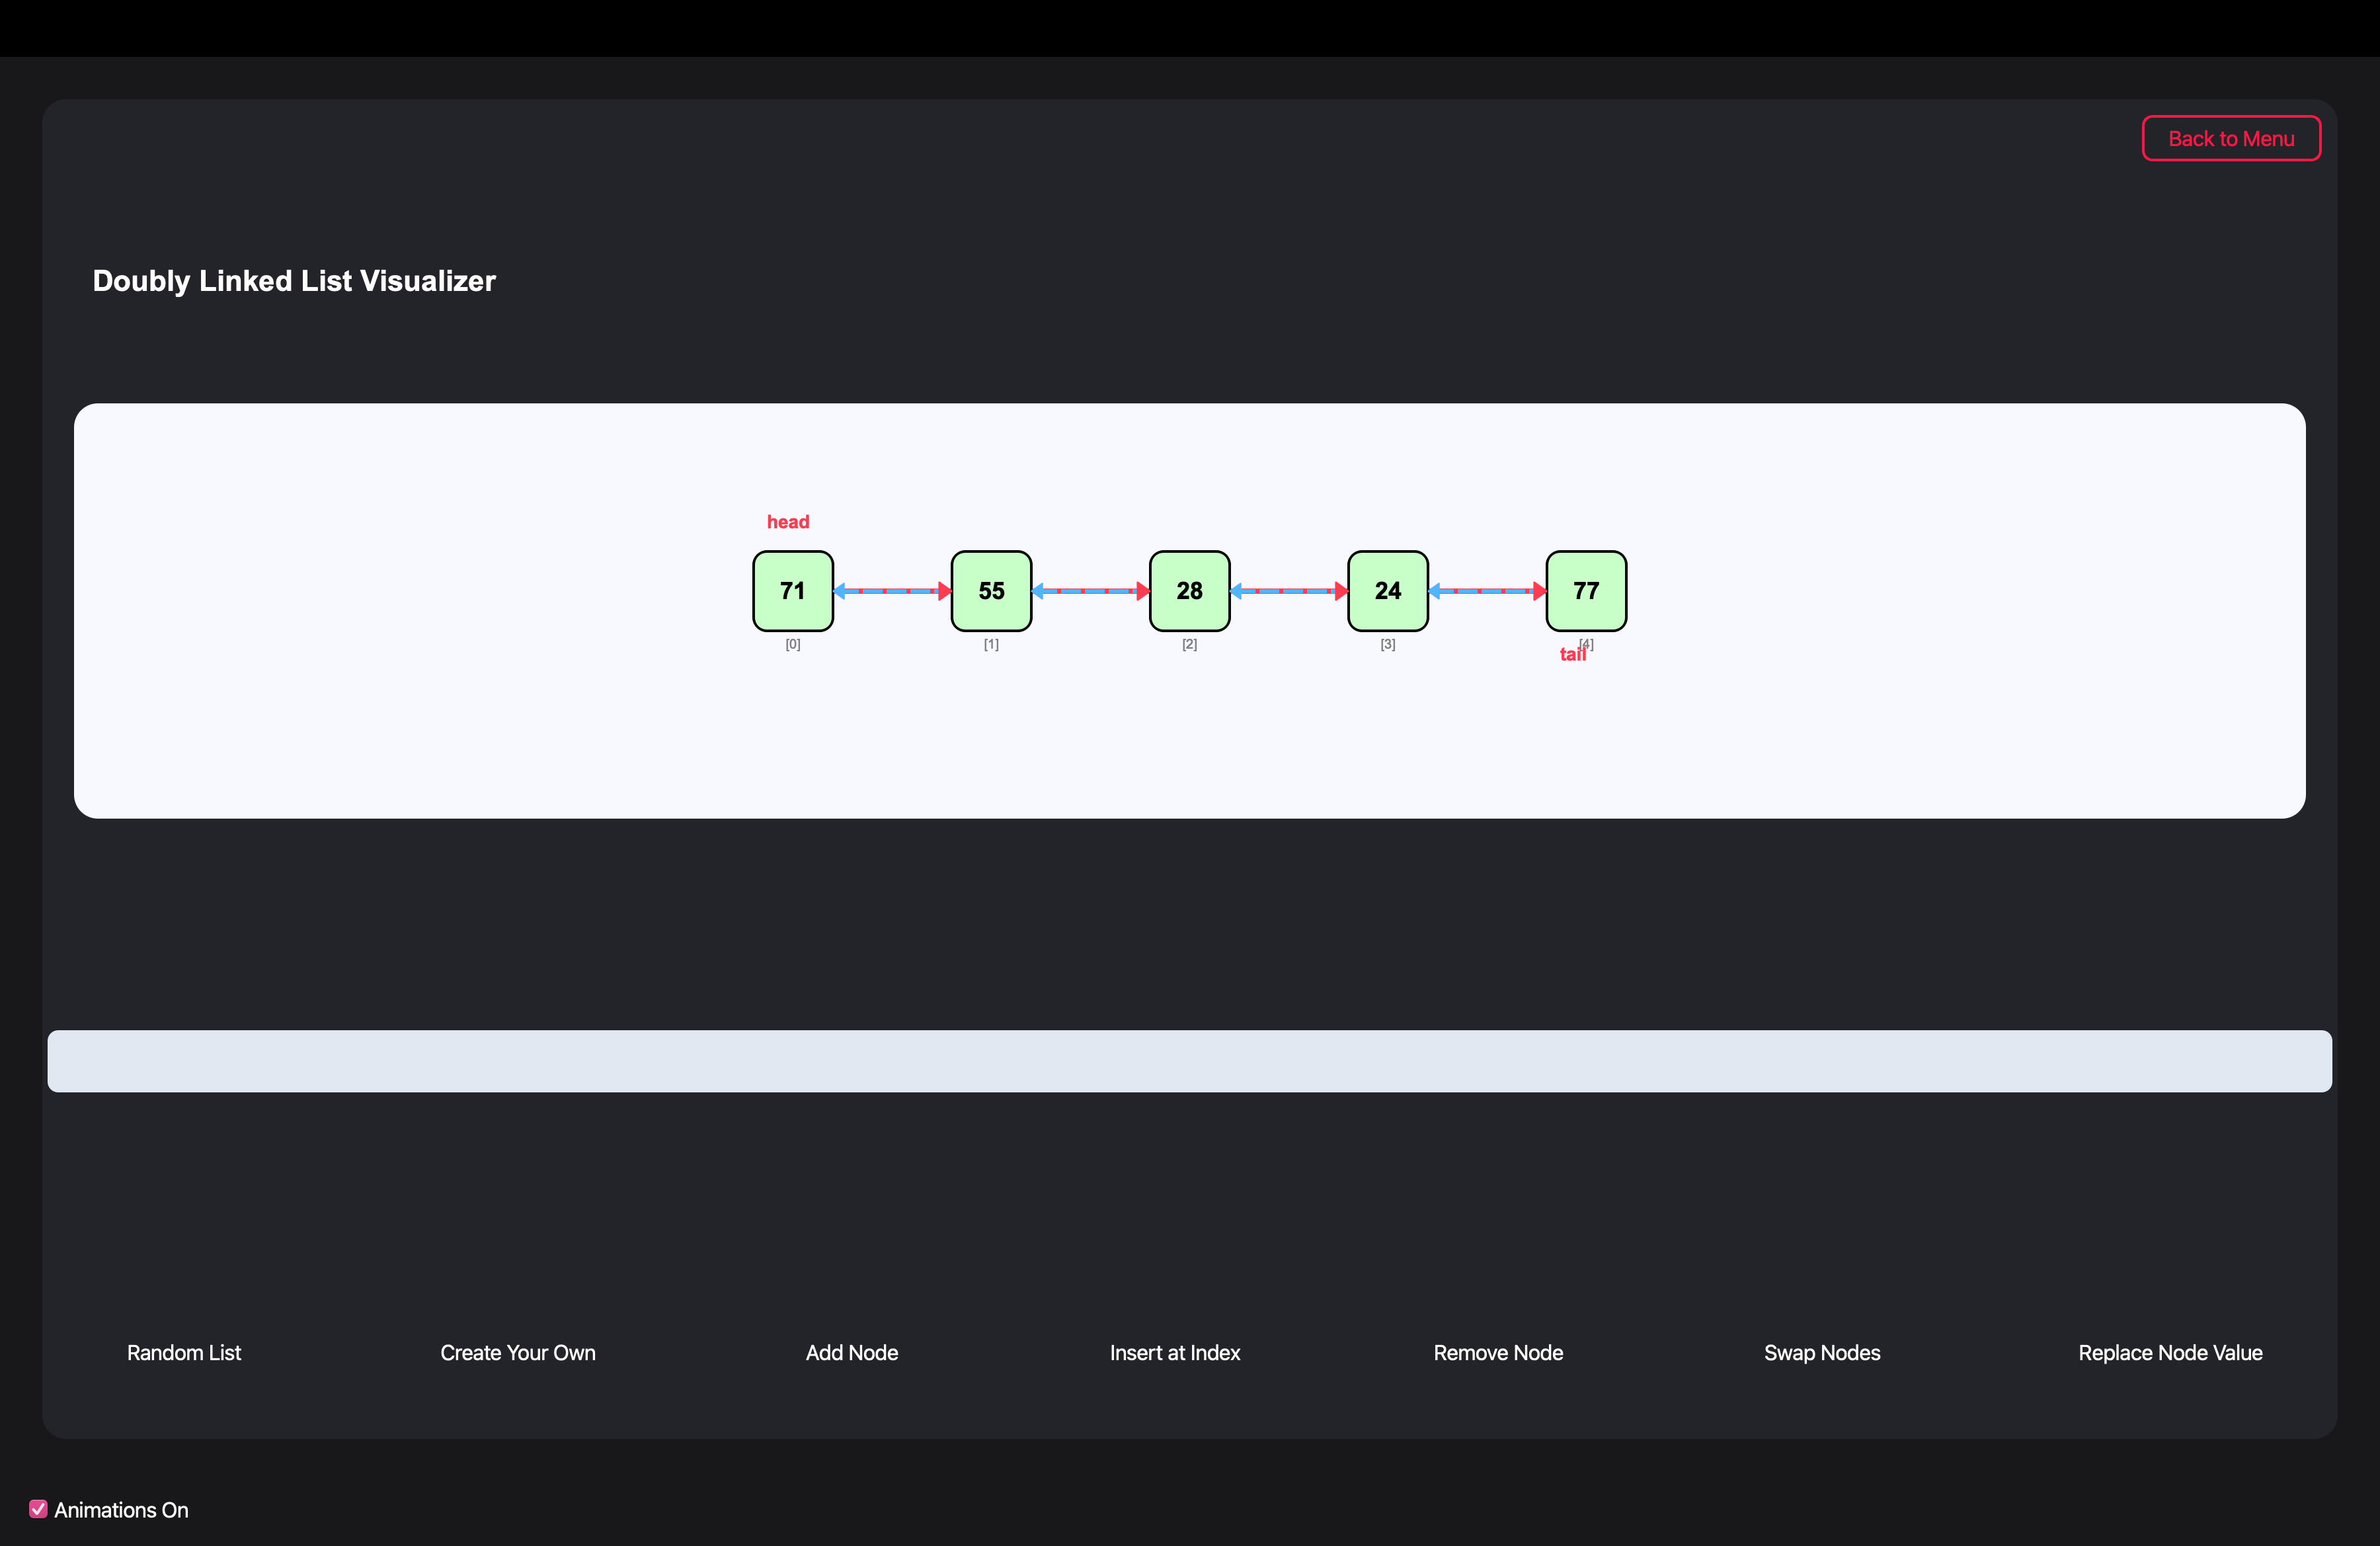 Back to Menu
Doubly Linked List Visualizer
head
71 55 28 24 77
[0] [1] [2] [3] [4]
tail
Random List Create Your Own Add Node Insert at Index Remove Node Swap Nodes Replace Node Value
Animations On